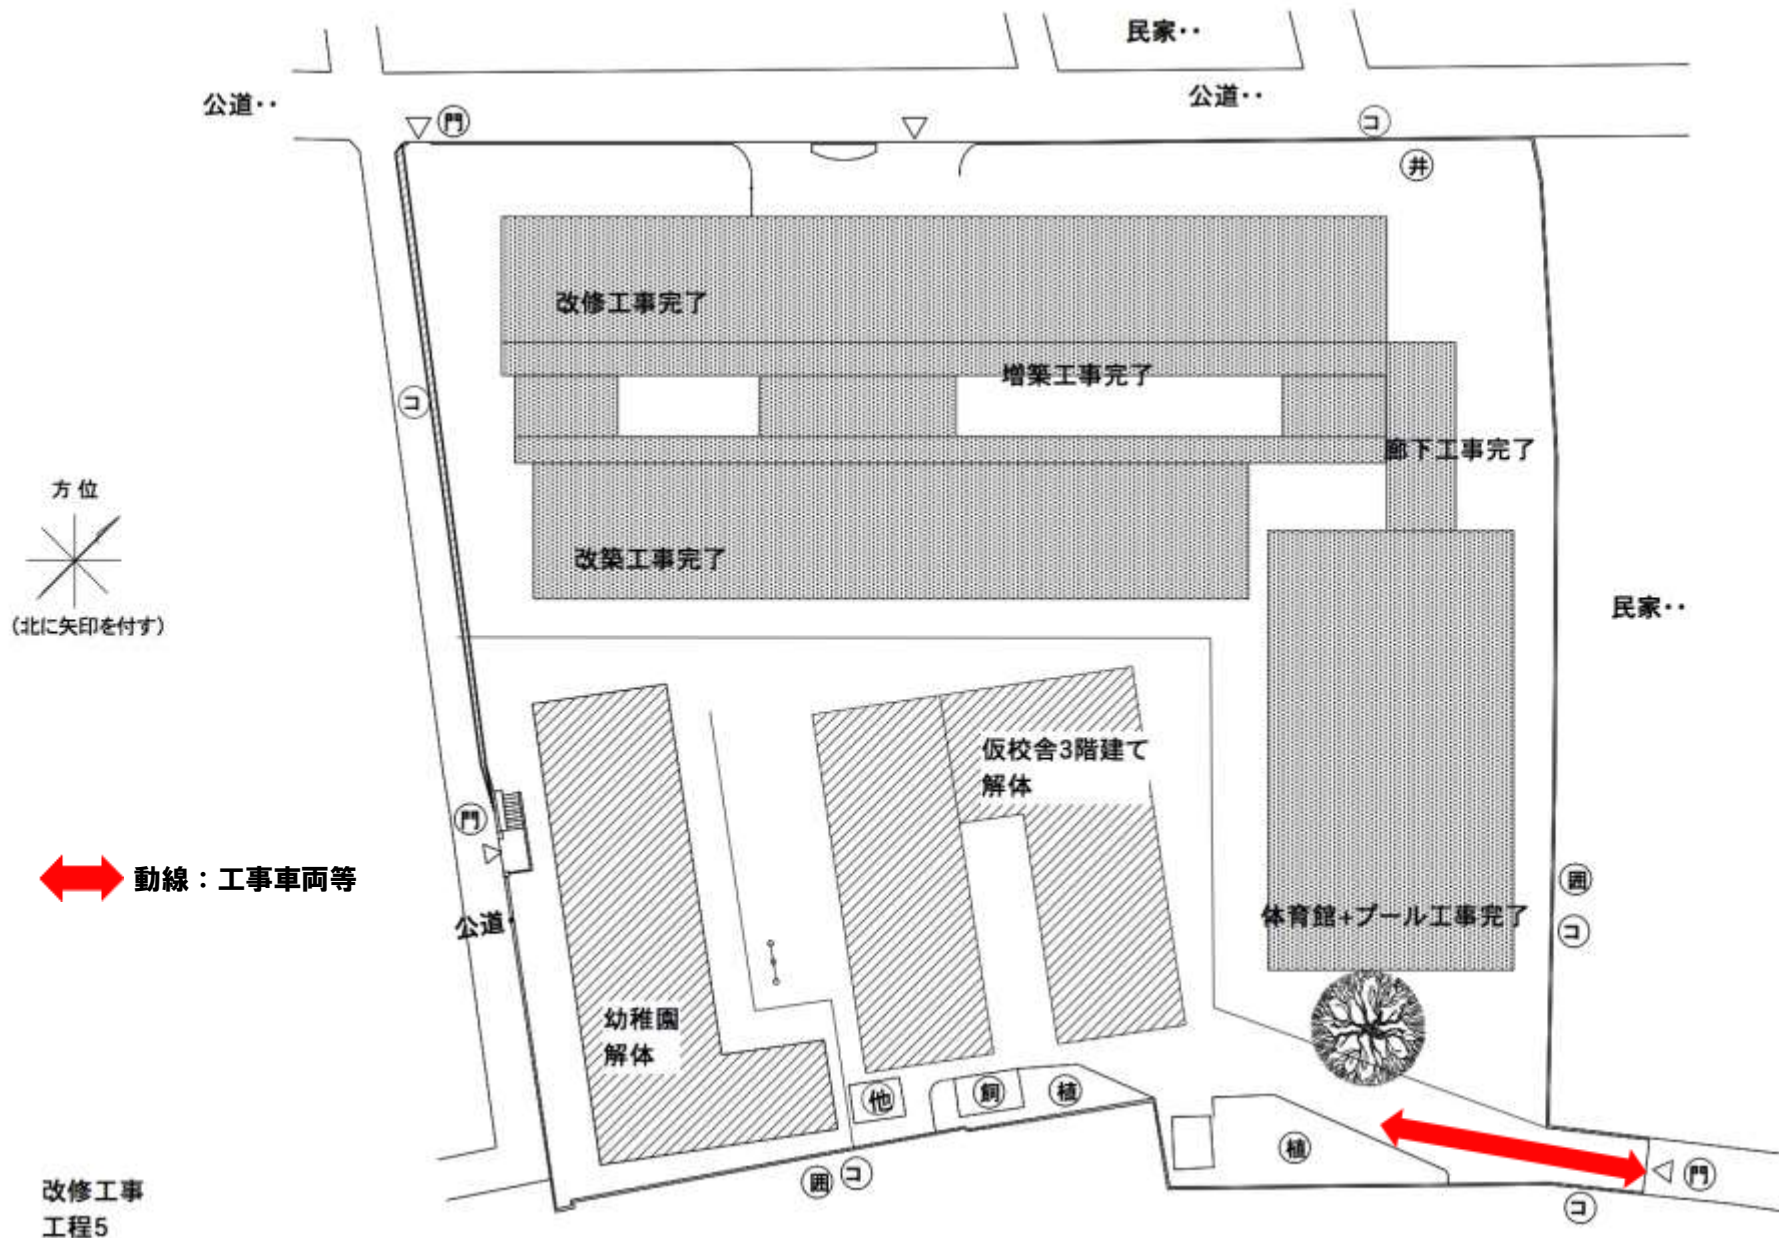 民家‥
公道‥
公道‥
門
コ
井
改修工事完了
増築工事完了
コ
廊下工事完了
方位
改築工事完了
(北に矢印を付す)
民家‥
仮校舎3階建て
解体
門
動線：工事車両等
囲
コ
体育館+プール工事完了
公道‥
幼稚園
解体
他
飼
植
植
囲
コ
門
コ
改修工事
工程5